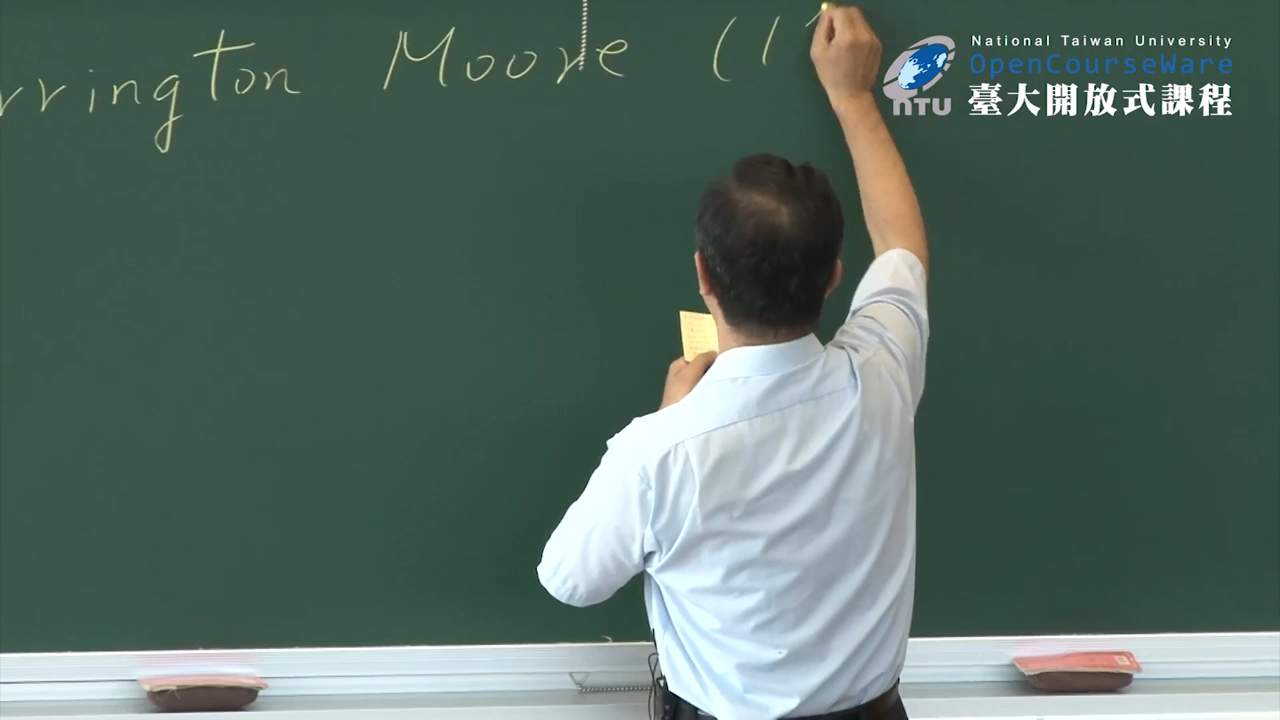 rrington Moore (1
National Taiwan University
OpenCourseWare
NTU 臺大開放式課程